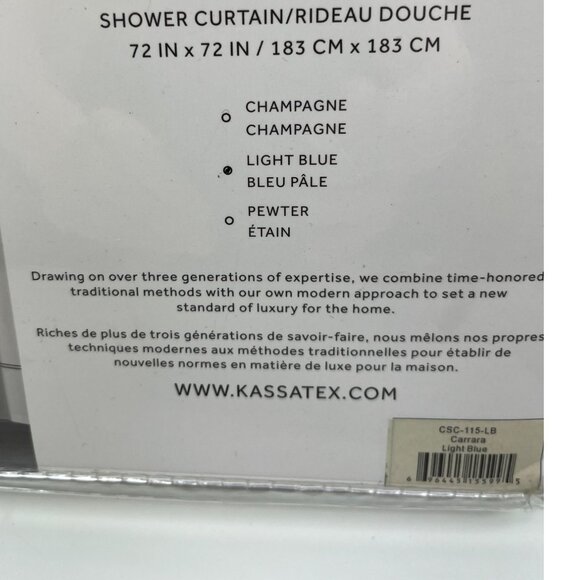 SHOWER CURTAIN/RIDEAU DOUCHE
72 IN x 72 IN / 183 CM x 183 CM
CHAMPAGNE
CHAMPAGNE
LIGHT BLUE
BLEU PÂLE
PEWTER
ÉTAIN
Drawing on over three generations of expertise, we combine time-honored
traditional methods with our own modern approach to set a new
standard of luxury for the home.
Riches de plus de trois générations de savoir-faire, nous mêlons nos propres
techniques modernes aux méthodes traditionnelles pour établir de
nouvelles normes en matière de luxe pour la maison.
WWW.KASSATEX.COM
CSC-115-LB
Carrara
Light Blue
6 96445 81559 5